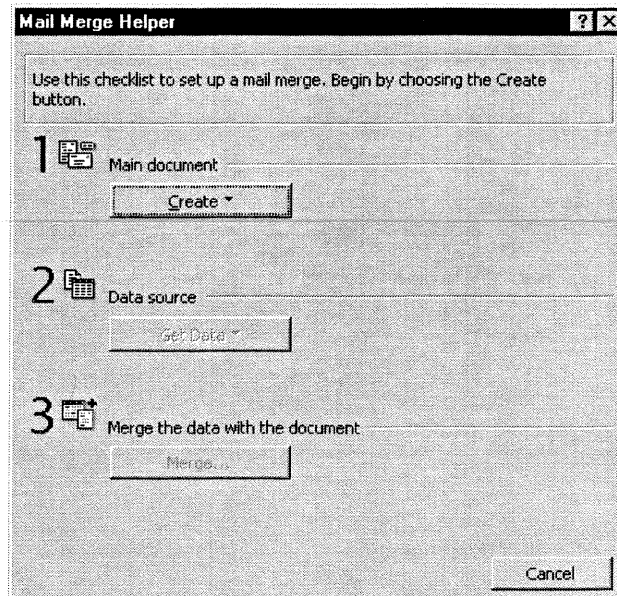 Mail Merge Helper
Use this checklist to set up a mail merge. Begin by choosing the Create
button.
1 Main document
Create
2 Data source
Get Data
3 Merge the data with the document
Merge...
Cancel